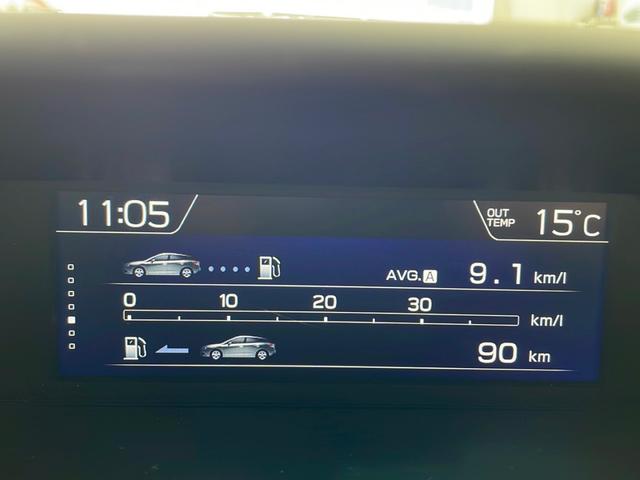 11:05 OUT TEMP 15°C
AVG. A 9.1 km/l
0 10 20 30
km/l
90 km